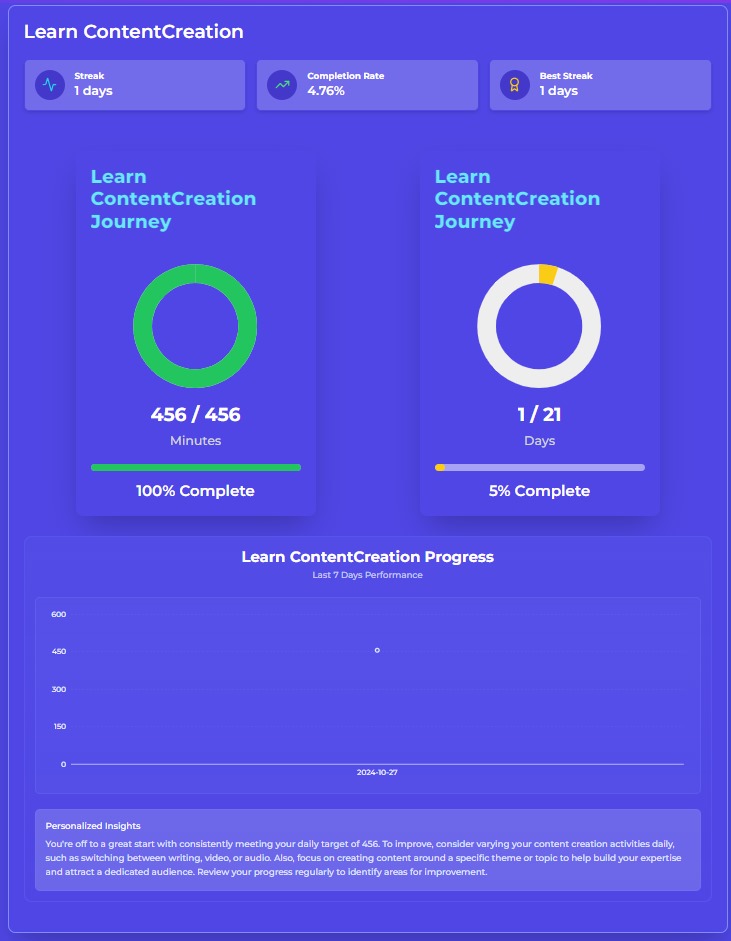 Learn ContentCreation
Streak
1 days
Completion Rate
4.76%
Best Streak
1 days
Learn
ContentCreation
Journey
456 / 456
Minutes
100% Complete
Learn
ContentCreation
Journey
1 / 21
Days
5% Complete
Learn ContentCreation Progress
Last 7 Days Performance
600
450
300
150
0
2024-10-27
Personalized Insights
You're off to a great start with consistently meeting your daily target of 456. To improve, consider varying your content creation activities daily,
such as switching between writing, video, or audio. Also, focus on creating content around a specific theme or topic to help build your expertise
and attract a dedicated audience. Review your progress regularly to identify areas for improvement.